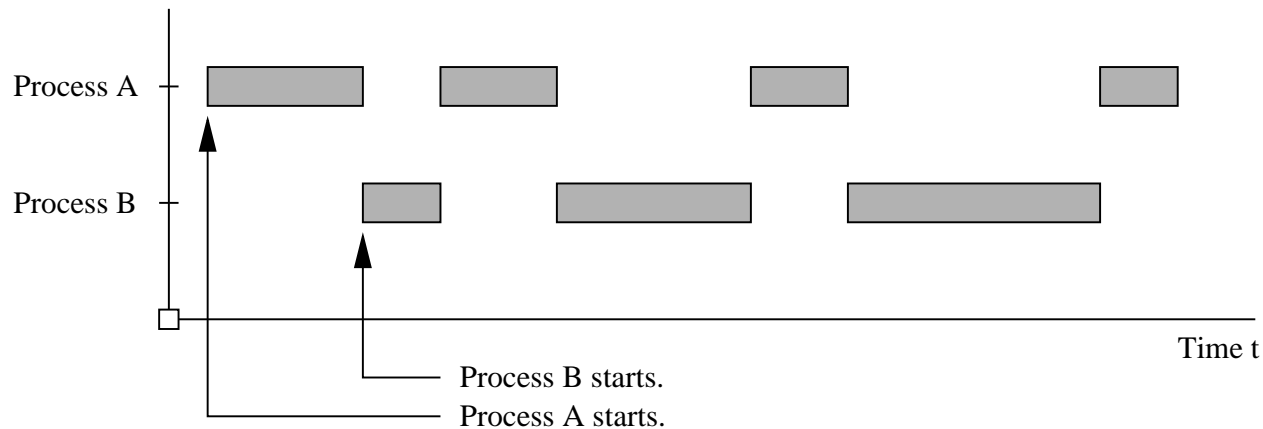 Process A
Process B
Time t
Process B starts.
Process A starts.